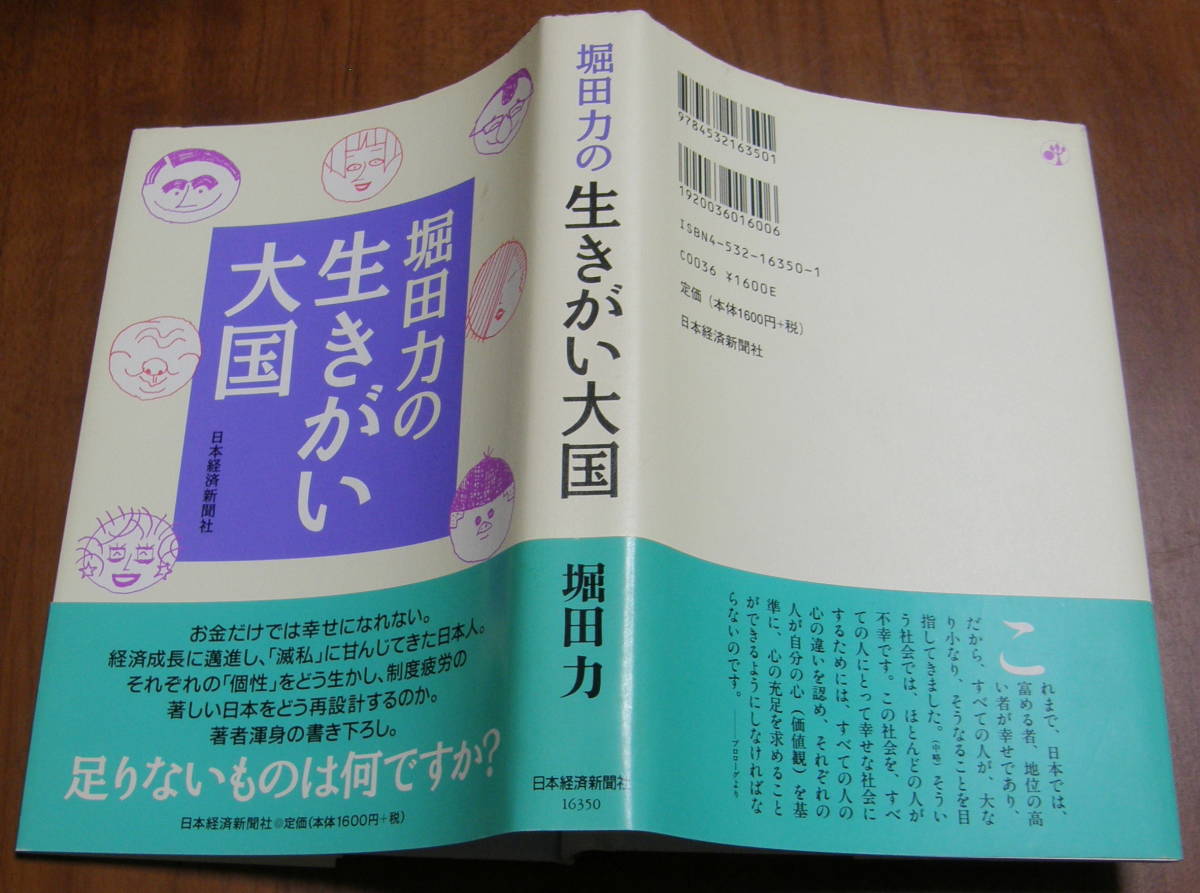 堀田力の
生きがい
大国
日本経済新聞社
お金だけでは幸せになれない。
経済成長に邁進し、「滅私」に甘んじてきた日本人。
それぞれの「個性」をどう生かし、制度疲労の
著しい日本をどう再設計するのか。
著者渾身の書き下ろし。
足りないものは何ですか?
日本経済新聞社◎定価(本体1600円+税)
堀田力の生きがい大国
堀田力
日本経済新聞社
16350
9784532163501
1920036016006
ISBN4-532-16350-1
C0036 ¥1600E
定価(本体1600円+税)
日本経済新聞社
これまで、日本では、
富める者、地位の高
い者が幸せであり、
だから、すべての人が、大な
り小なり、そうなることを目
指してきました。(中略)そうい
う社会では、ほとんどの人が
不幸です。この社会を、すべ
ての人にとって幸せな社会に
するためには、すべての人の
心の違いを認め、それぞれの
人が自分の心(価値観)を基
準に、心の充足を求めること
ができるようにしなければな
らないのです。——プロローグより